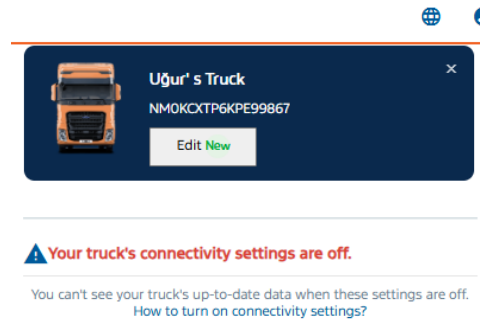 Uğur' s Truck
NM0KCXTP6KPE99867
Edit New
Your truck's connectivity settings are off.
You can't see your truck's up-to-date data when these settings are off.
How to turn on connectivity settings?